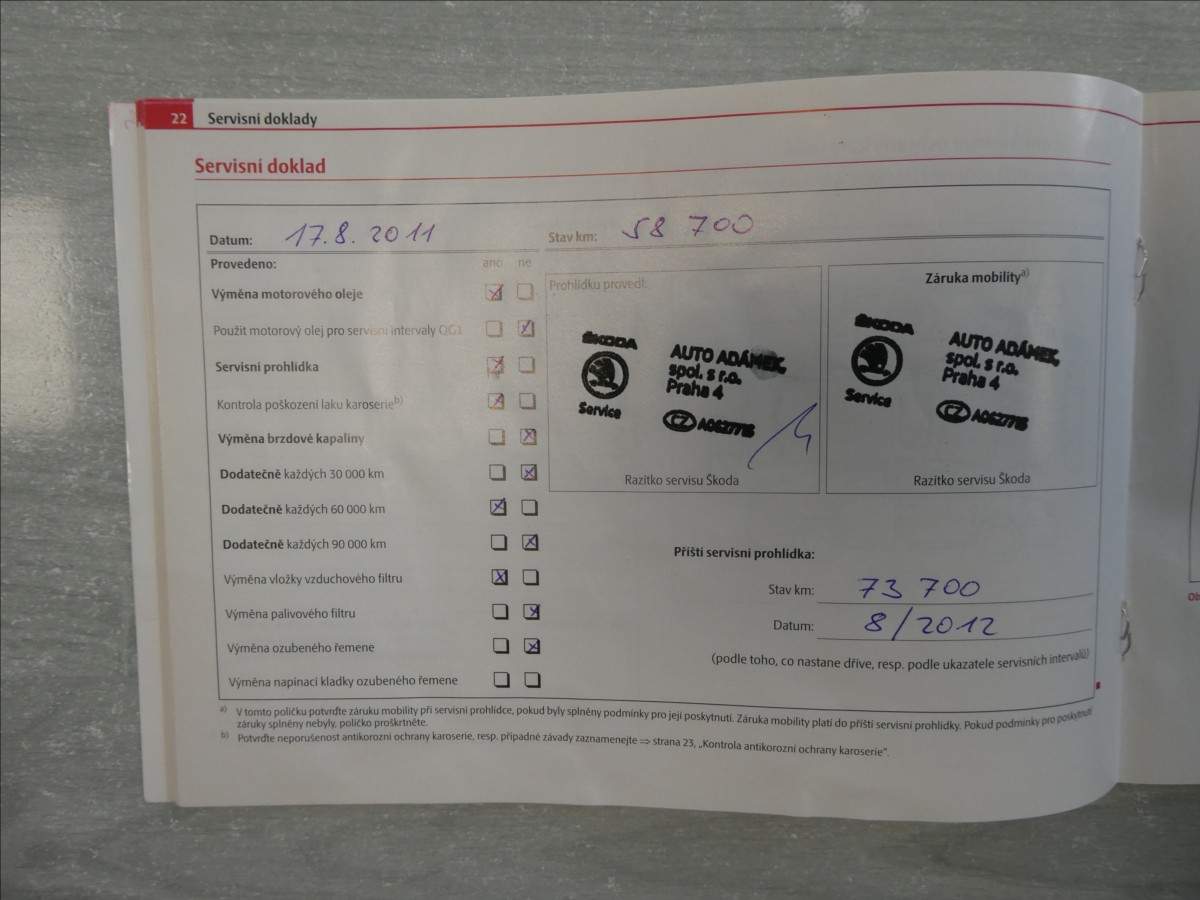 22 Servisní doklady
Servisní doklad
Datum: 17.8.2011 Stav km: 58 700
Provedeno: ano ne
Výměna motorového oleje
Použit motorový olej pro servisní intervaly QG1
Servisní prohlídka
Kontrola poškození laku karoserie b)
Výměna brzdové kapaliny
Dodatečně každých 30 000 km
Dodatečně každých 60 000 km
Dodatečně každých 90 000 km
Výměna vložky vzduchového filtru
Výměna palivového filtru
Výměna ozubeného řemene
Výměna napínací kladky ozubeného řemene
Prohlídku provedl:
ŠKODA
Service
AUTO ADÁMEK,
spol. s r.o.
Praha 4
CZ
Razítko servisu Škoda
Záruka mobility a)
ŠKODA
Service
AUTO ADÁMEK,
spol. s r.o.
Praha 4
CZ
Razítko servisu Škoda
Příští servisní prohlídka:
Stav km: 73 700
Datum: 8/2012
(podle toho, co nastane dříve, resp. podle ukazatele servisních intervalů)
a) V tomto políčku potvrďte záruku mobility při servisní prohlídce, pokud byly splněny podmínky pro její poskytnutí. Záruka mobility platí do příští servisní prohlídky. Pokud podmínky pro poskytnutí
záruky splněny nebyly, políčko proškrtněte.
b) Potvrďte neporušenost antikorozní ochrany karoserie, resp. případné závady zaznamenejte ⇒ strana 23, „Kontrola antikorozní ochrany karoserie".